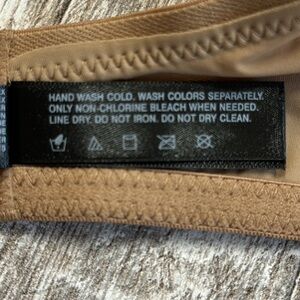 HAND WASH COLD. WASH COLORS SEPARATELY.
ONLY NON-CHLORINE BLEACH WHEN NEEDED.
LINE DRY. DO NOT IRON. DO NOT DRY CLEAN.